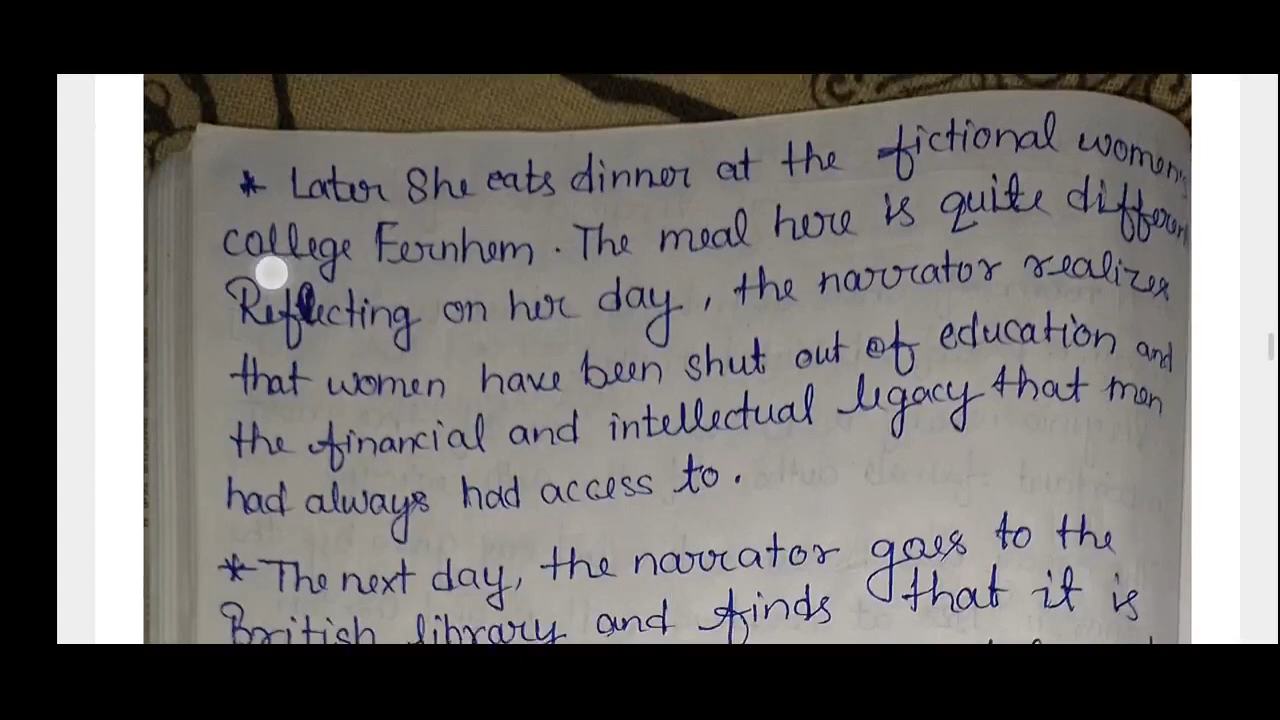 * Later She eats dinner at the fictional women's
college Fernhem. The meal here is quite different
Reflecting on her day, the narrator realizes
that women have been shut out of education and
the financial and intellectual legacy that men
had always had access to.
* The next day, the narrator goes to the
British library and finds that it is